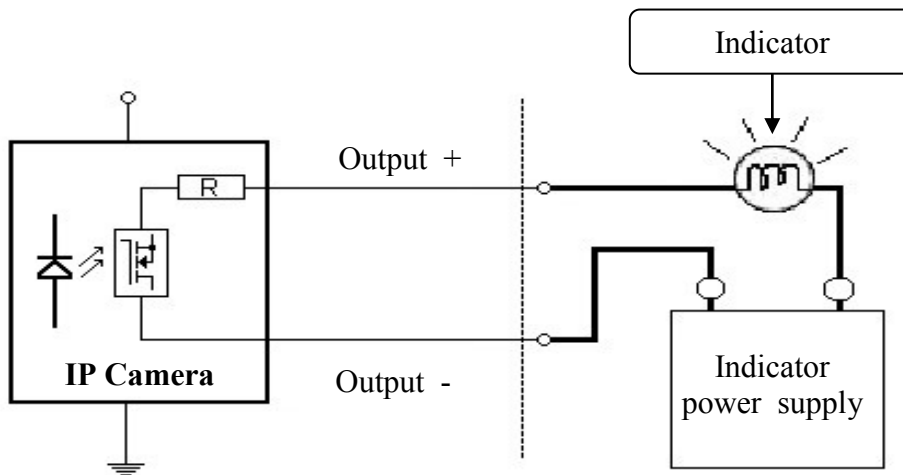 Indicator
Output +
R
IP Camera
Output -
Indicator
power supply